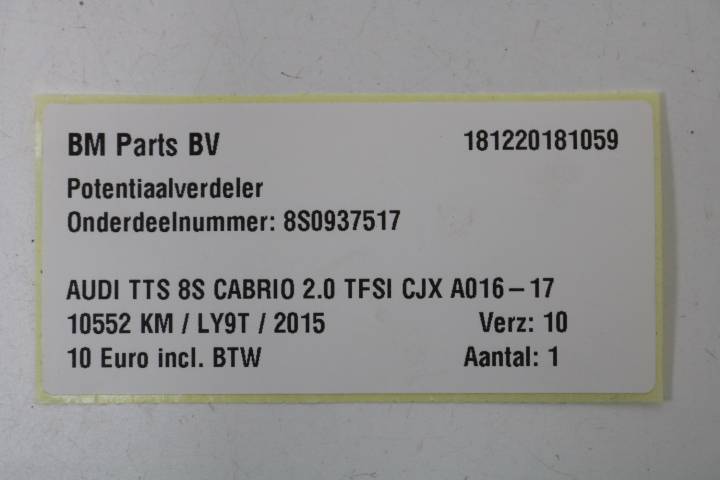 BM Parts BV 181220181059
Potentiaalverdeler
Onderdeelnummer: 8S0937517
AUDI TTS 8S CABRIO 2.0 TFSI CJX A016-17
10552 KM / LY9T / 2015 Verz: 10
10 Euro incl. BTW Aantal: 1